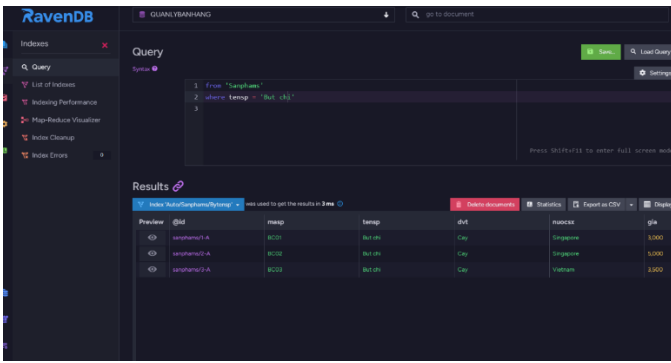 RavenDB
QUANLYBANHANG
go to document
Indexes
Query
List of Indexes
Indexing Performance
Map-Reduce Visualizer
Index Cleanup
Index Errors 0
Query
Save...
Load Query
Syntax
Settings
1 from 'Sanphams'
2 where tensp = 'But chi'
3
Press Shift+F11 to enter full screen mode
Results
Index 'Auto/Sanphams/Bytensp' was used to get the results in 3 ms
Delete documents
Statistics
Export as CSV
Display
Preview @id masp tensp dvt nuocsx gia
sanphams/1-A BC01 But chi Cay Singapore 3,000
sanphams/2-A BC02 But chi Cay Singapore 5,000
sanphams/3-A BC03 But chi Cay Vietnam 3,500